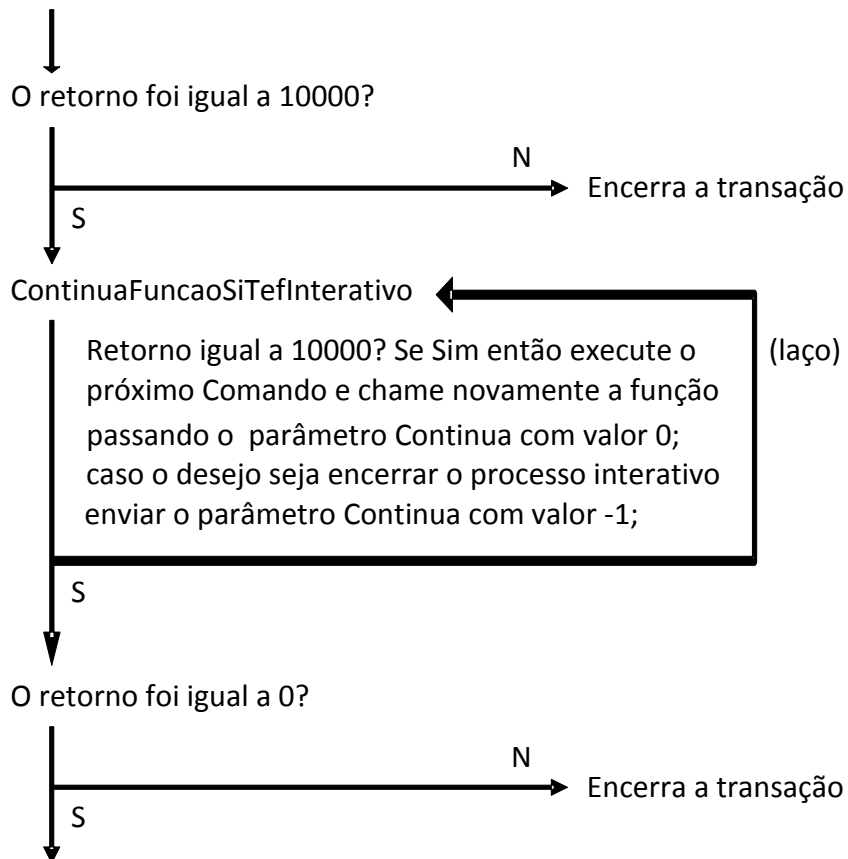 O retorno foi igual a 10000?
N
Encerra a transação
S
ContinuaFuncaoSiTefInterativo
Retorno igual a 10000? Se Sim então execute o
(laço)
próximo Comando e chame novamente a função
passando o parâmetro Continua com valor 0;
caso o desejo seja encerrar o processo interativo
enviar o parâmetro Continua com valor -1;
S
O retorno foi igual a 0?
N
Encerra a transação
S